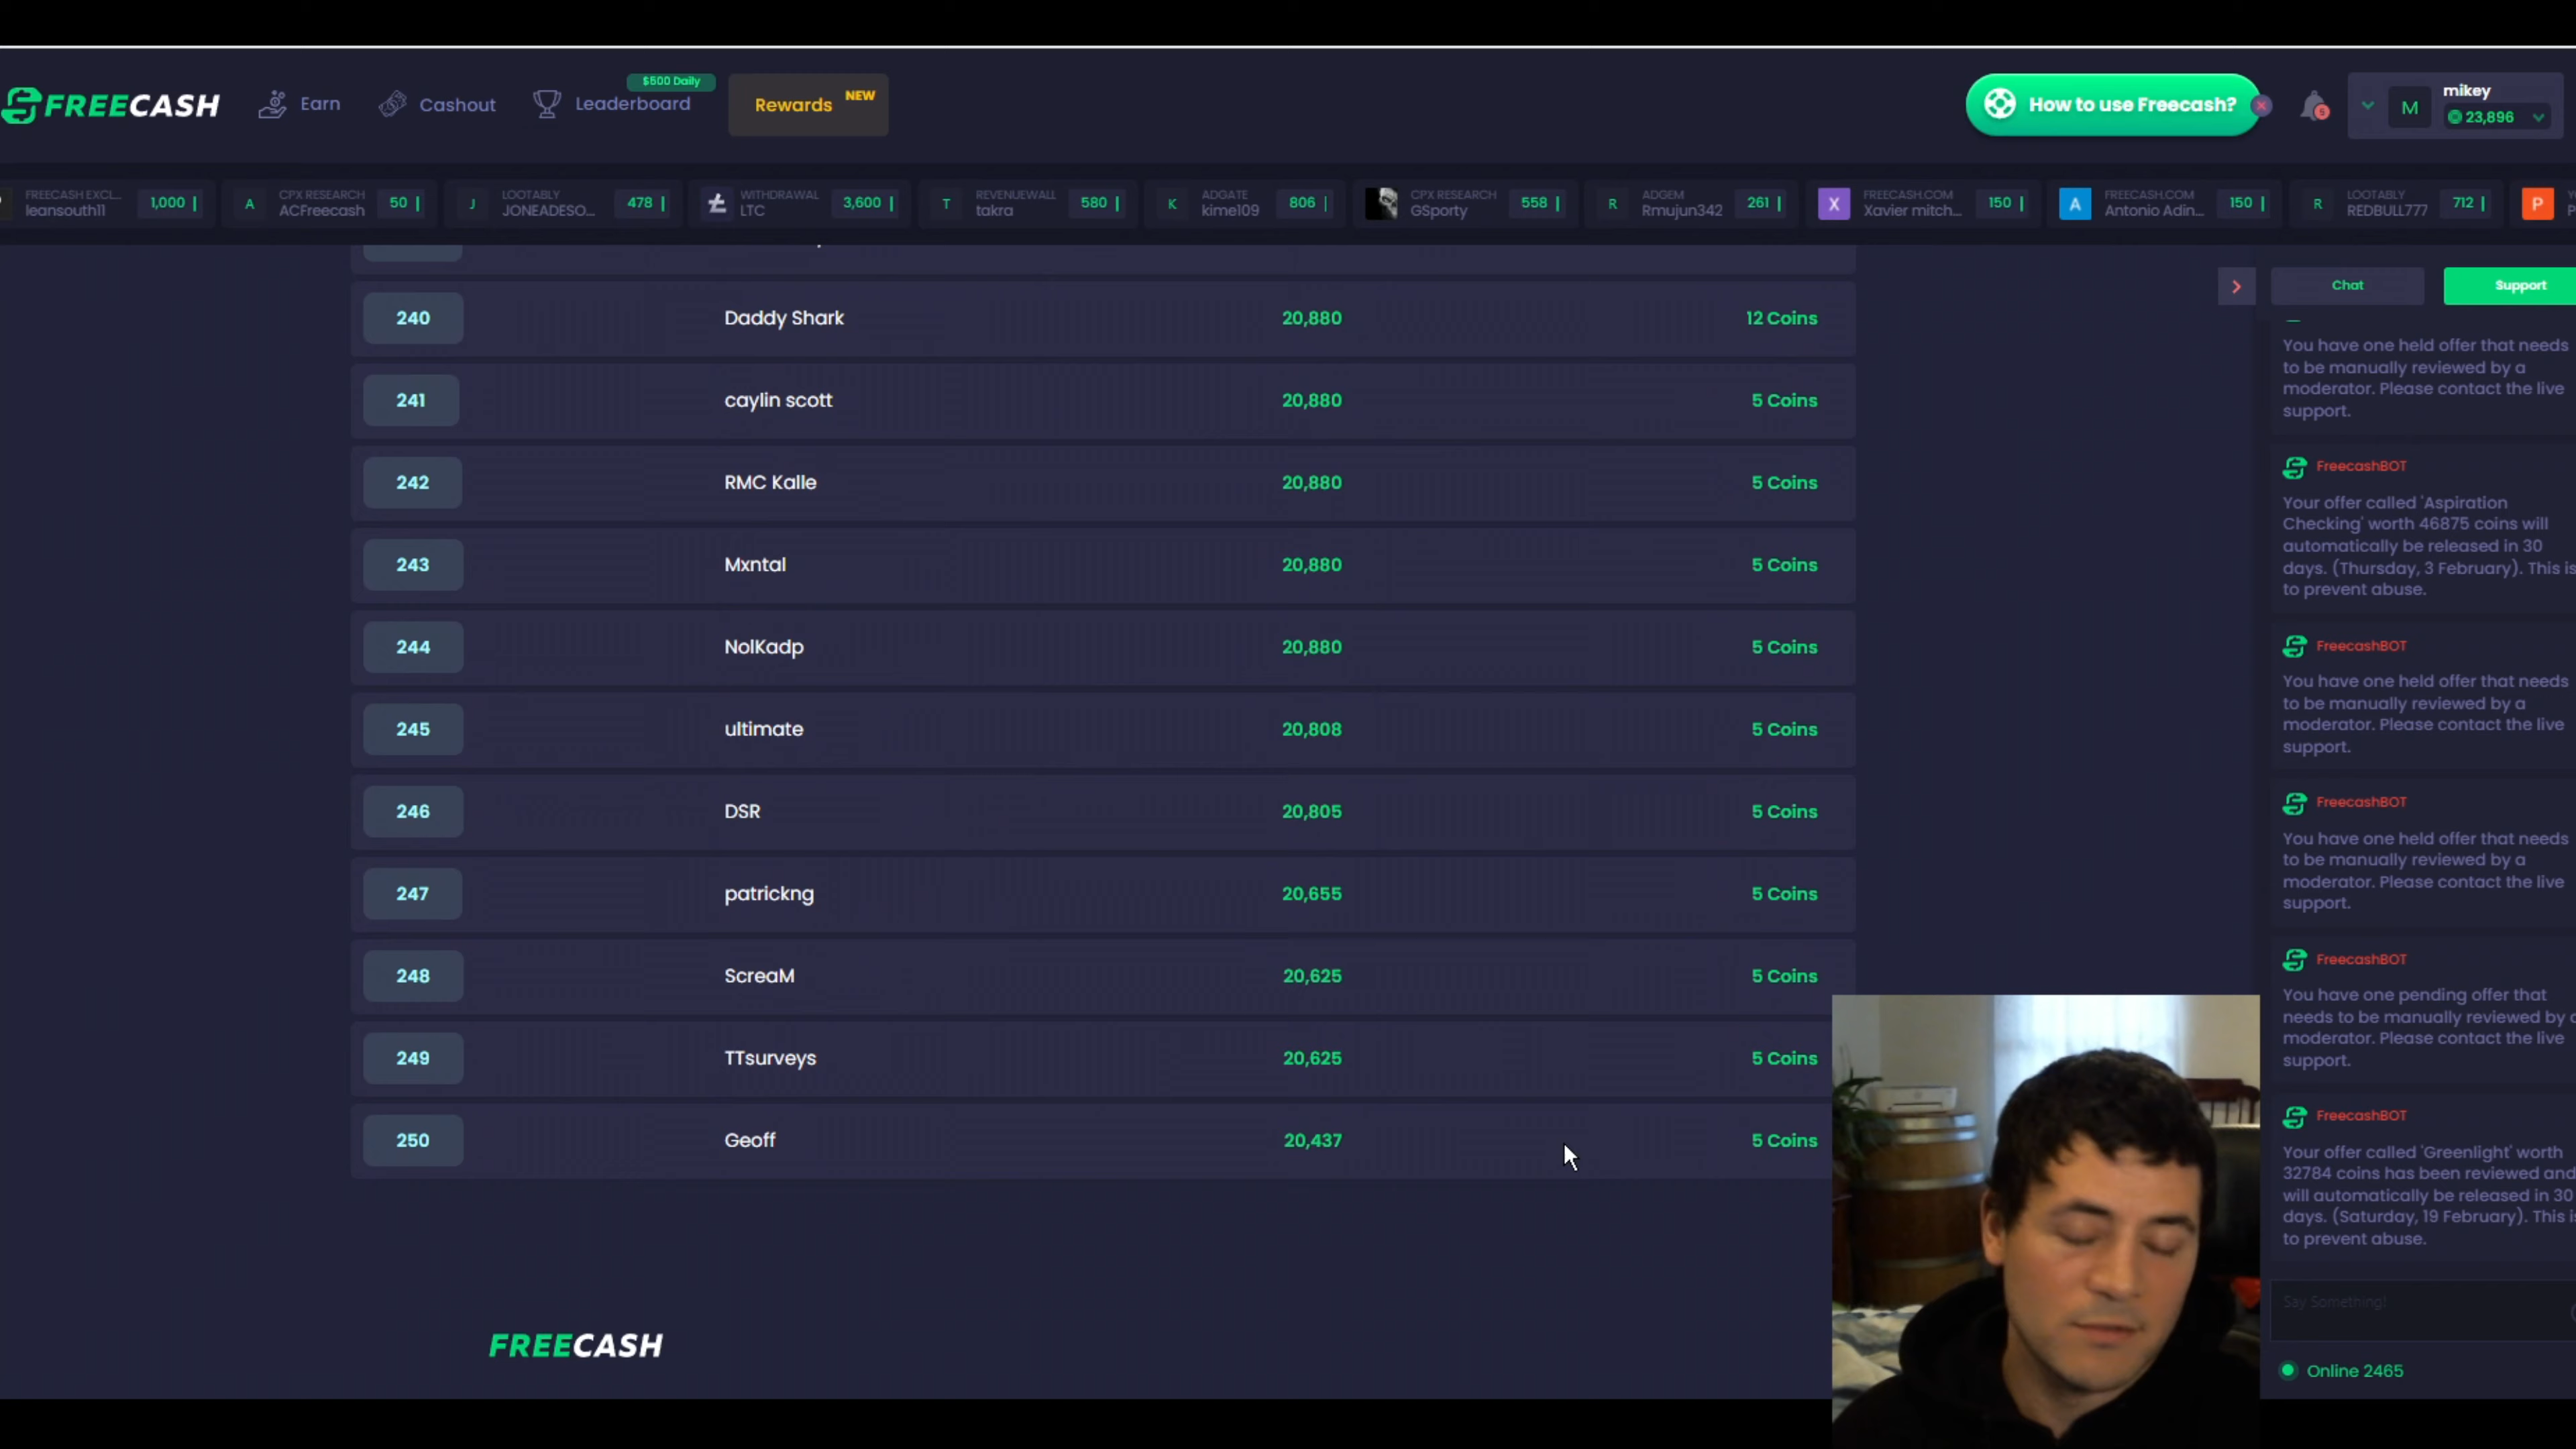 FREECASH
Earn
Cashout
$500 Daily
Leaderboard
Rewards
NEW
How to use Freecash?
5
M
mikey
23,896
FREECASH EXCL...
leansouth11
1,000
A
CPX RESEARCH
ACFreecash
50
J
LOOTABLY
JONEADESO...
478
WITHDRAWAL
LTC
3,600
T
REVENUEWALL
takra
580
K
ADGATE
kime109
806
CPX RESEARCH
GSporty
558
R
ADGEM
Rmujun342
261
X
FREECASH.COM
Xavier mitch...
150
A
FREECASH.COM
Antonio Adin...
150
R
LOOTABLY
REDBULL777
712
P
240 Daddy Shark 20,880 12 Coins
241 caylin scott 20,880 5 Coins
242 RMC Kalle 20,880 5 Coins
243 Mxntal 20,880 5 Coins
244 NolKadp 20,880 5 Coins
245 ultimate 20,808 5 Coins
246 DSR 20,805 5 Coins
247 patrickng 20,655 5 Coins
248 ScreaM 20,625 5 Coins
249 TTsurveys 20,625 5 Coins
250 Geoff 20,437 5 Coins
FREECASH
Chat
Support
You have one held offer that needs
to be manually reviewed by a
moderator. Please contact the live
support.
FreecashBOT
Your offer called 'Aspiration
Checking' worth 46875 coins will
automatically be released in 30
days. (Thursday, 3 February). This is
to prevent abuse.
FreecashBOT
You have one held offer that needs
to be manually reviewed by a
moderator. Please contact the live
support.
FreecashBOT
You have one held offer that needs
to be manually reviewed by a
moderator. Please contact the live
support.
FreecashBOT
You have one pending offer that
needs to be manually reviewed by a
moderator. Please contact the live
support.
FreecashBOT
Your offer called 'Greenlight' worth
32784 coins has been reviewed and
will automatically be released in 30
days. (Saturday, 19 February). This is
to prevent abuse.
Say Something!
Online 2465